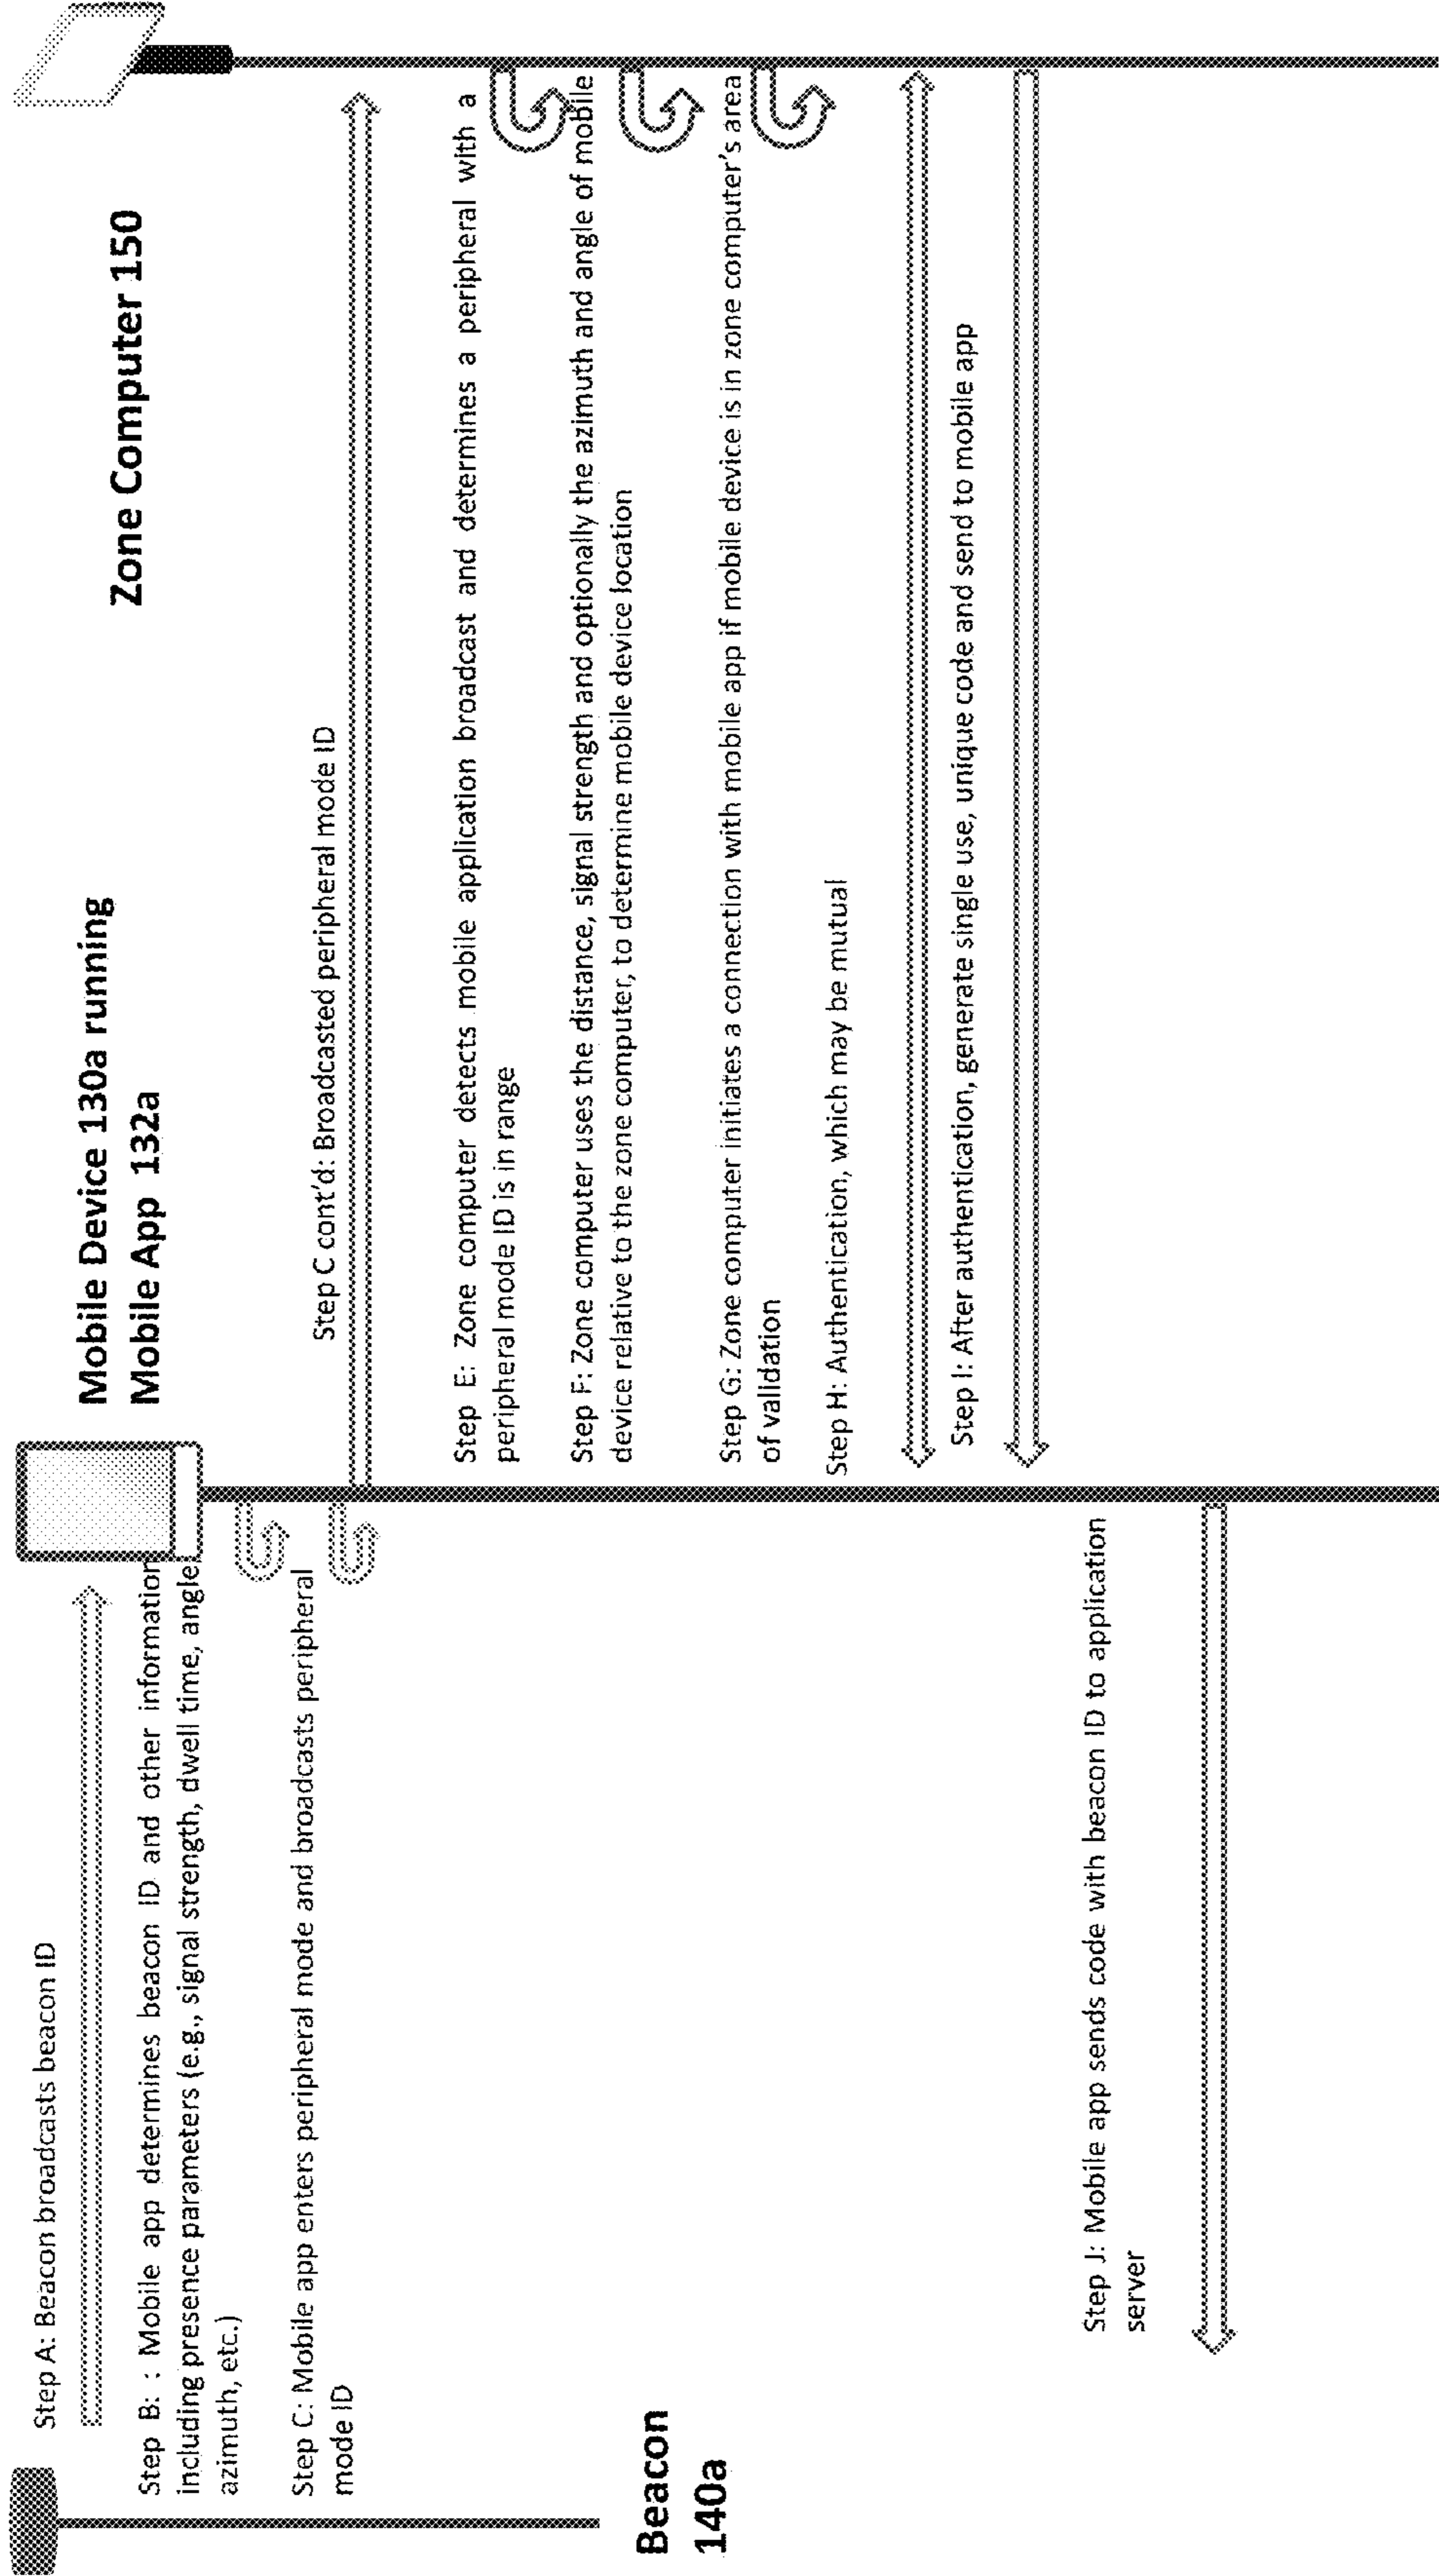 Step A: Beacon broadcasts beacon ID
Mobile Device 130a running
Mobile App 132a
Zone Computer 150
Step B: : Mobile app determines beacon ID and other information
including presence parameters (e.g., signal strength, dwell time, angle
azimuth, etc.)
Step C: Mobile app enters peripheral mode and broadcasts peripheral
mode ID
Step C cont'd: Broadcasted peripheral mode ID
Step E: Zone computer detects mobile application broadcast and determines a peripheral with a
peripheral mode ID is in range
Step F: Zone computer uses the distance, signal strength and optionally the azimuth and angle of mobile
device relative to the zone computer, to determine mobile device location
Beacon
140a
Step G: Zone computer initiates a connection with mobile app if mobile device is in zone computer's area
of validation
Step H: Authentication, which may be mutual
Step I: After authentication, generate single use, unique code and send to mobile app
Step J: Mobile app sends code with beacon ID to application
server